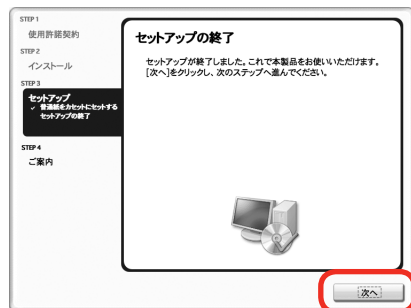 STEP 1
使用許諾契約
STEP 2
インストール
STEP 3
セットアップ
✓ 普通紙をカセットにセットする
セットアップの終了
STEP 4
ご案内
セットアップの終了
セットアップが終了しました。これで本製品をお使いいただけます。
[次へ]をクリックし、次のステップへ進んでください。
次へ